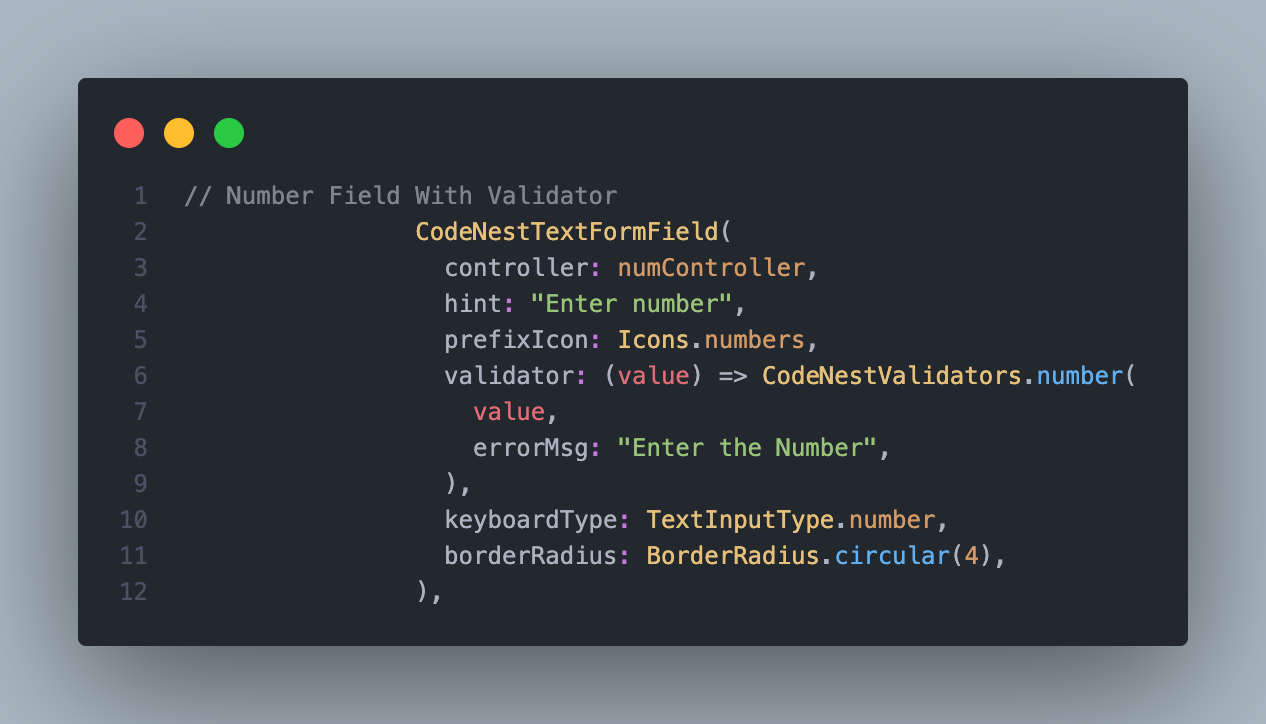 1 // Number Field With Validator
2                 CodeNestTextFormField(
3                   controller: numController,
4                   hint: "Enter number",
5                   prefixIcon: Icons.numbers,
6                   validator: (value) => CodeNestValidators.number(
7                     value,
8                     errorMsg: "Enter the Number",
9                   ),
10                   keyboardType: TextInputType.number,
11                   borderRadius: BorderRadius.circular(4),
12                 ),